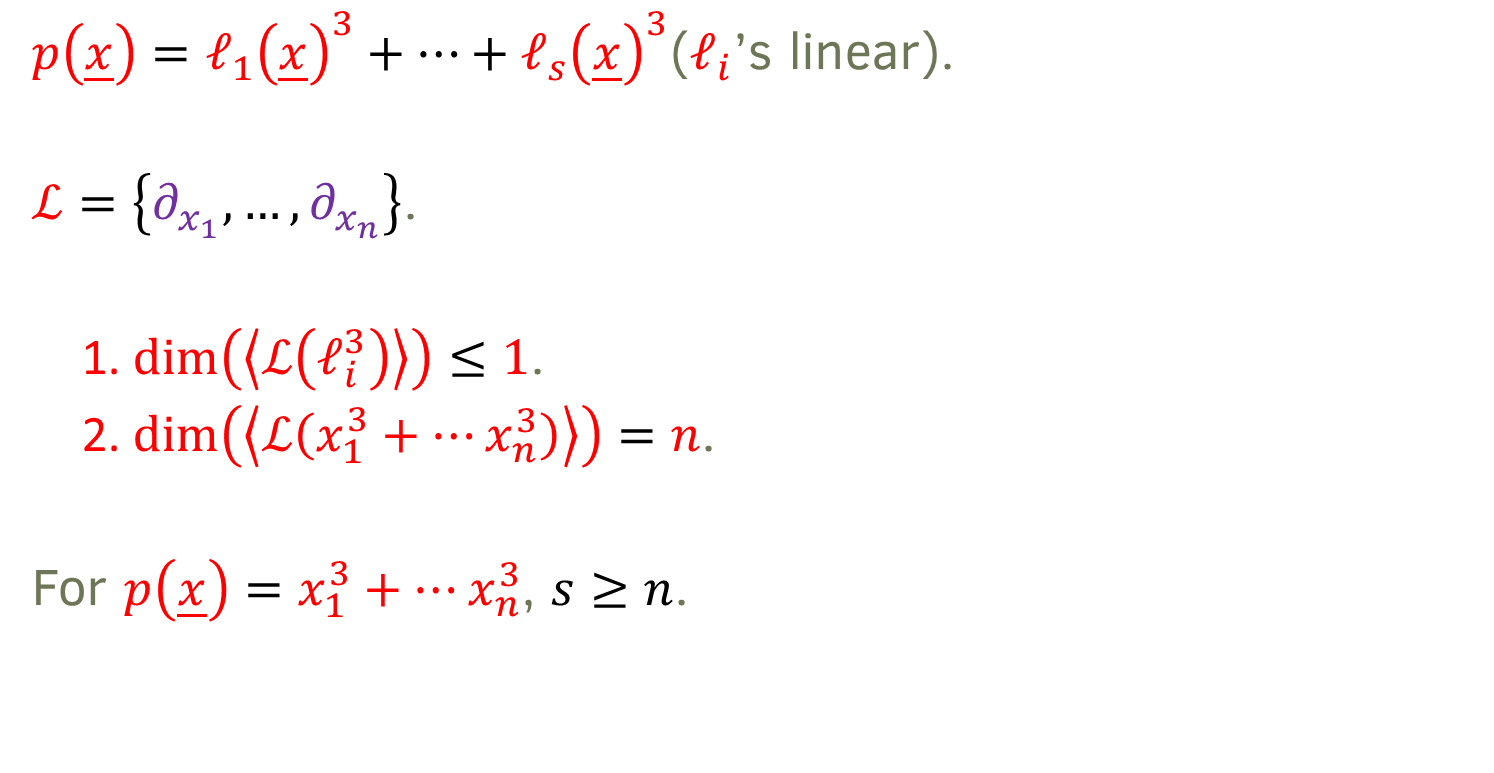 p(x̲) = ℓ₁(x̲)³ + ⋯ + ℓₛ(x̲)³ (ℓᵢ’s linear).
ℒ = {∂_{x₁}, …, ∂_{xₙ}}.
1. dim(⟨ℒ(ℓᵢ³)⟩) ≤ 1.
2. dim(⟨ℒ(x₁³ + ⋯ xₙ³)⟩) = n.
For p(x̲) = x₁³ + ⋯ xₙ³, s ≥ n.